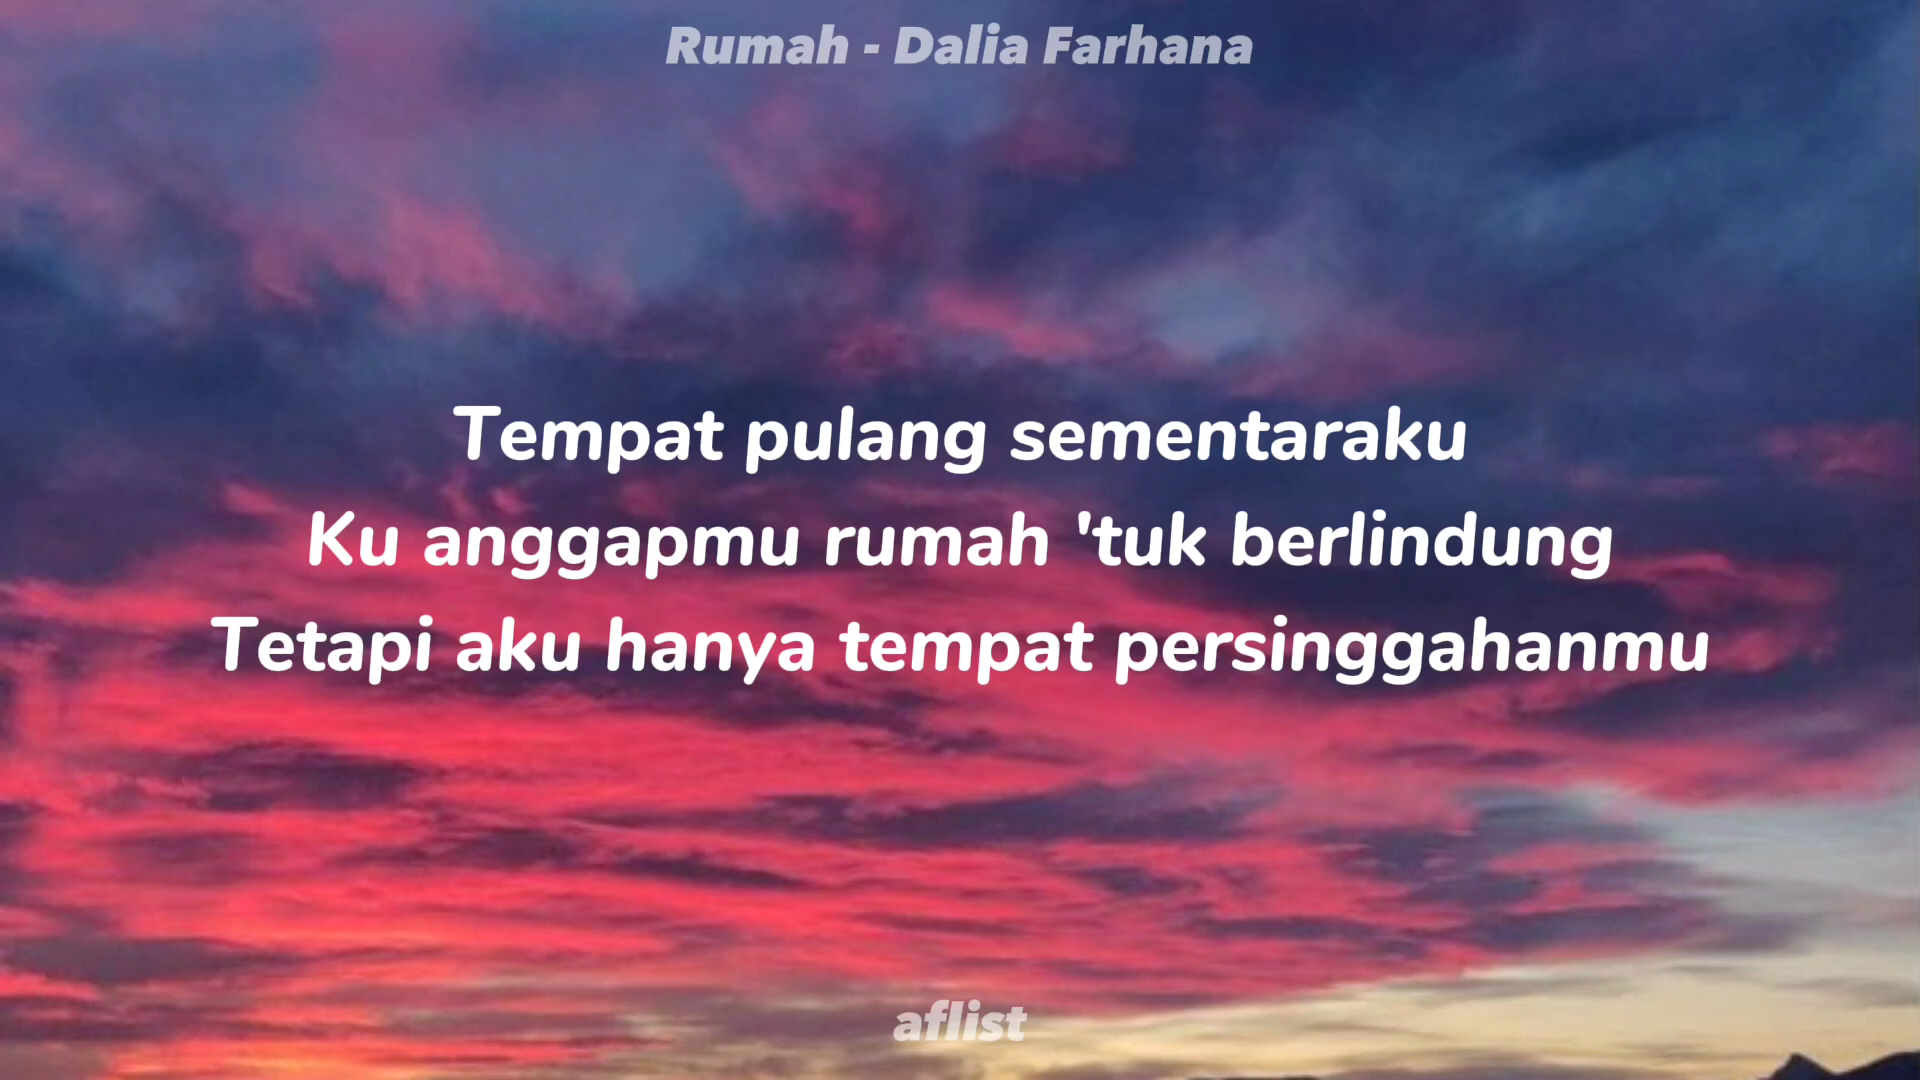 Rumah - Dalia Farhana
Tempat pulang sementaraku
Ku anggapmu rumah 'tuk berlindung
Tetapi aku hanya tempat persinggahanmu
aflist